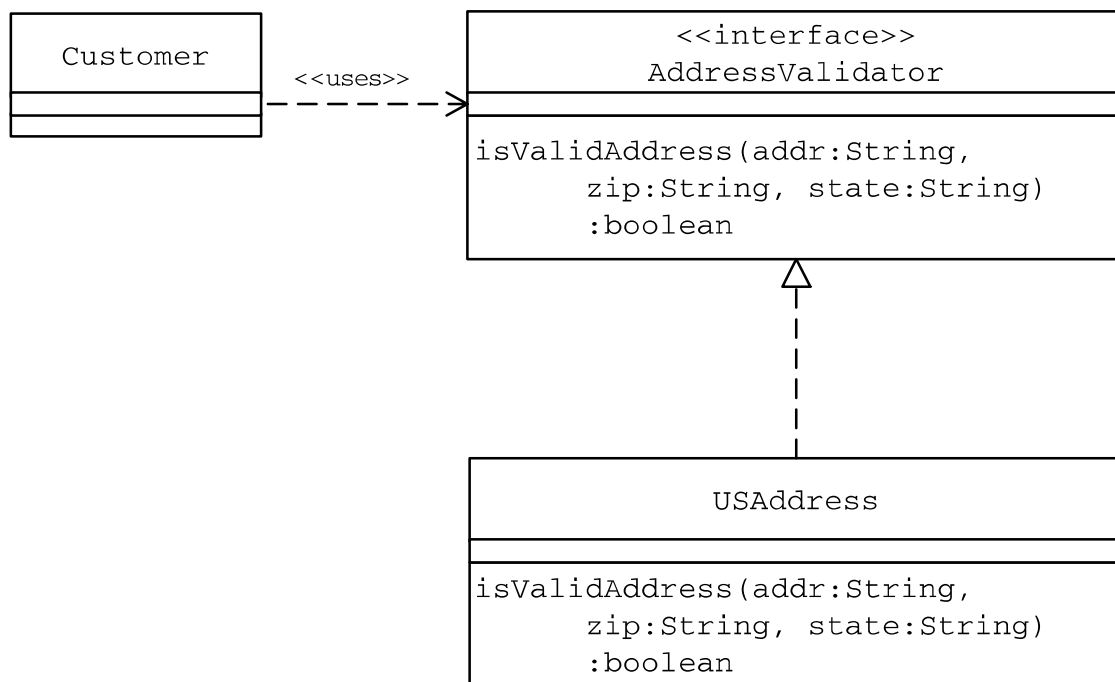 Customer
<<uses>>
<<interface>>
AddressValidator
isValidAddress(addr:String,
zip:String, state:String)
:boolean
USAddress
isValidAddress(addr:String,
zip:String, state:String)
:boolean